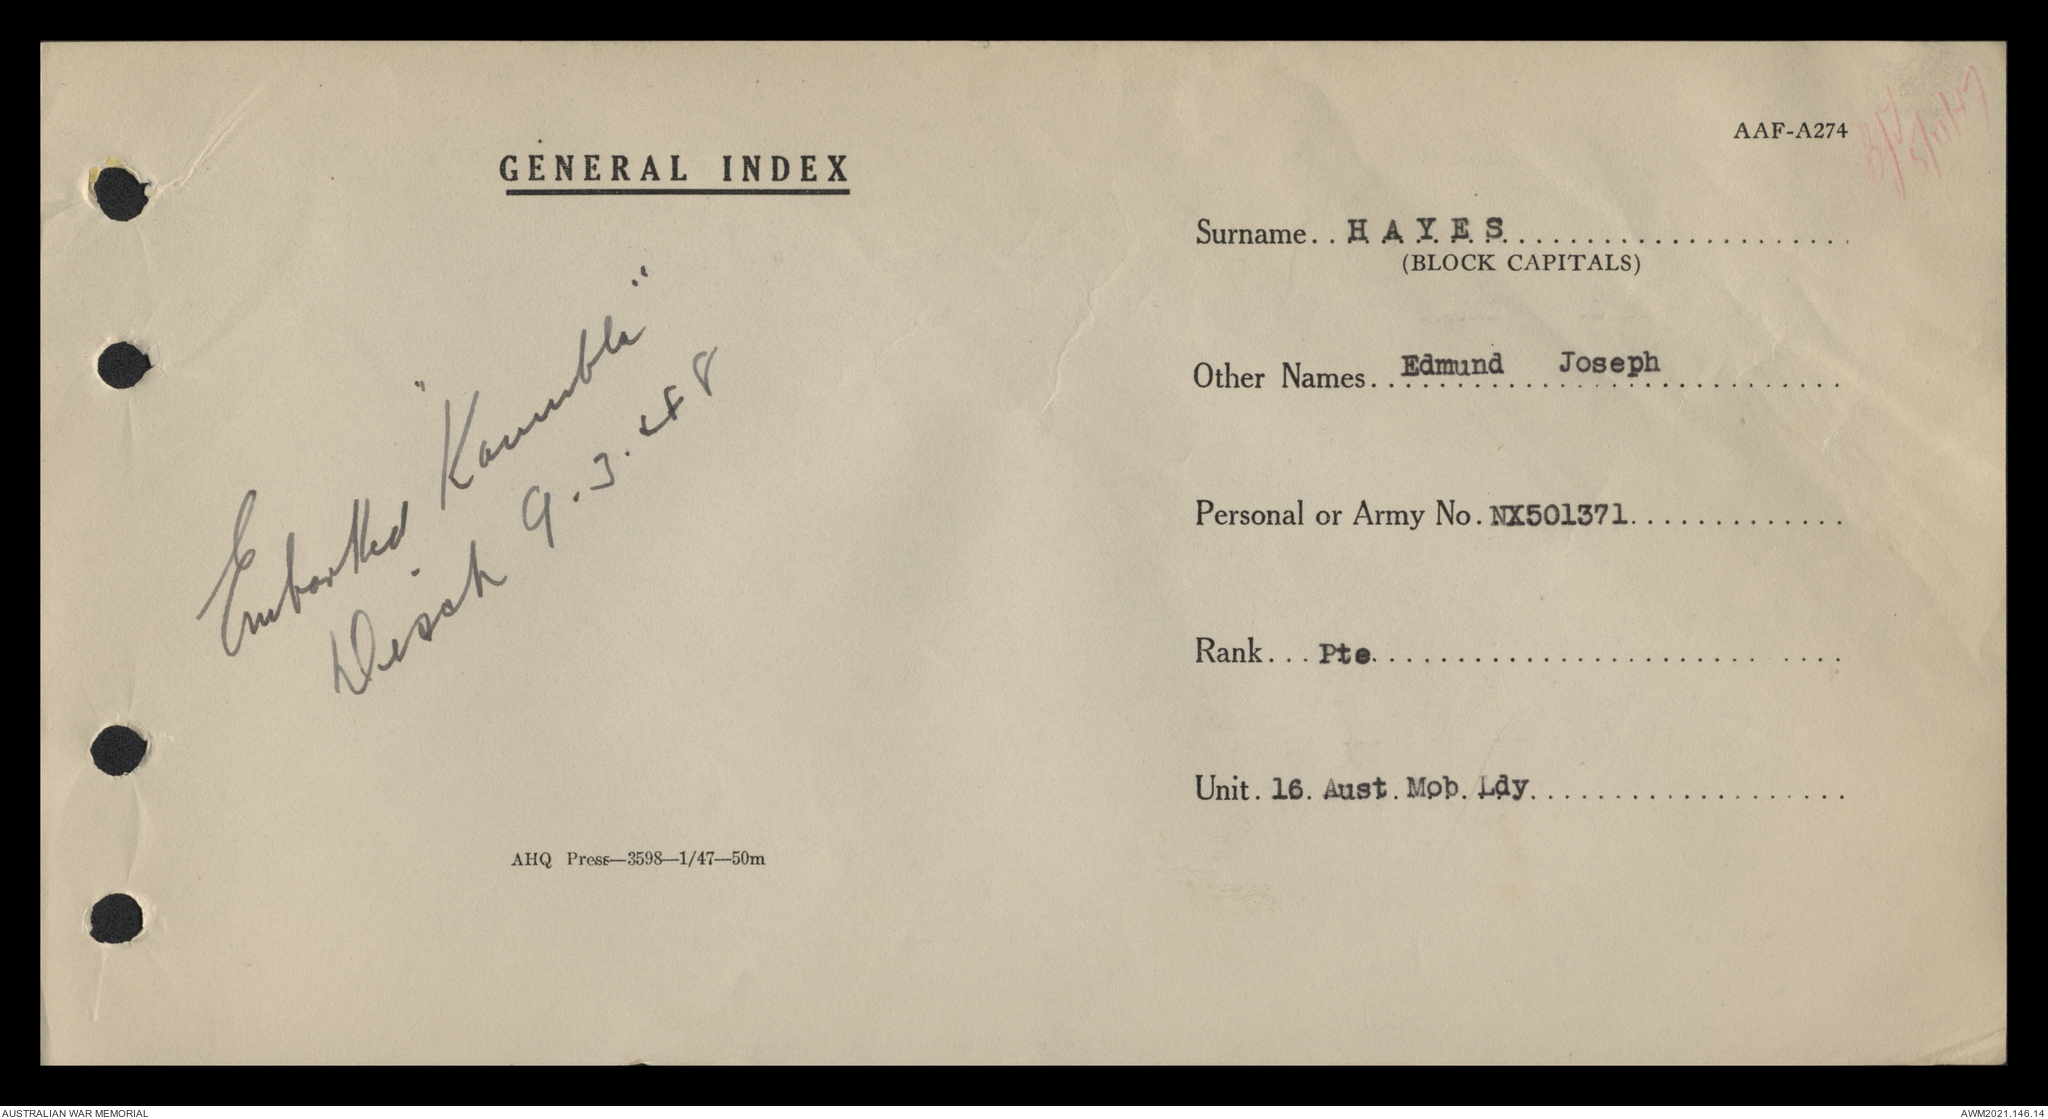 AAF-A274
GENERAL INDEX
Surname.. H A Y E S
(BLOCK CAPITALS)
Other Names.. Edmund Joseph
Personal or Army No. NX501371
Rank... Pte
Unit. 16. Aust. Mob. Ldy
Embarked "Kanimbla"
Disch 9.3.48
AHQ Press—3598—1/47—50m
AUSTRALIAN WAR MEMORIAL
AWM2021.146.14